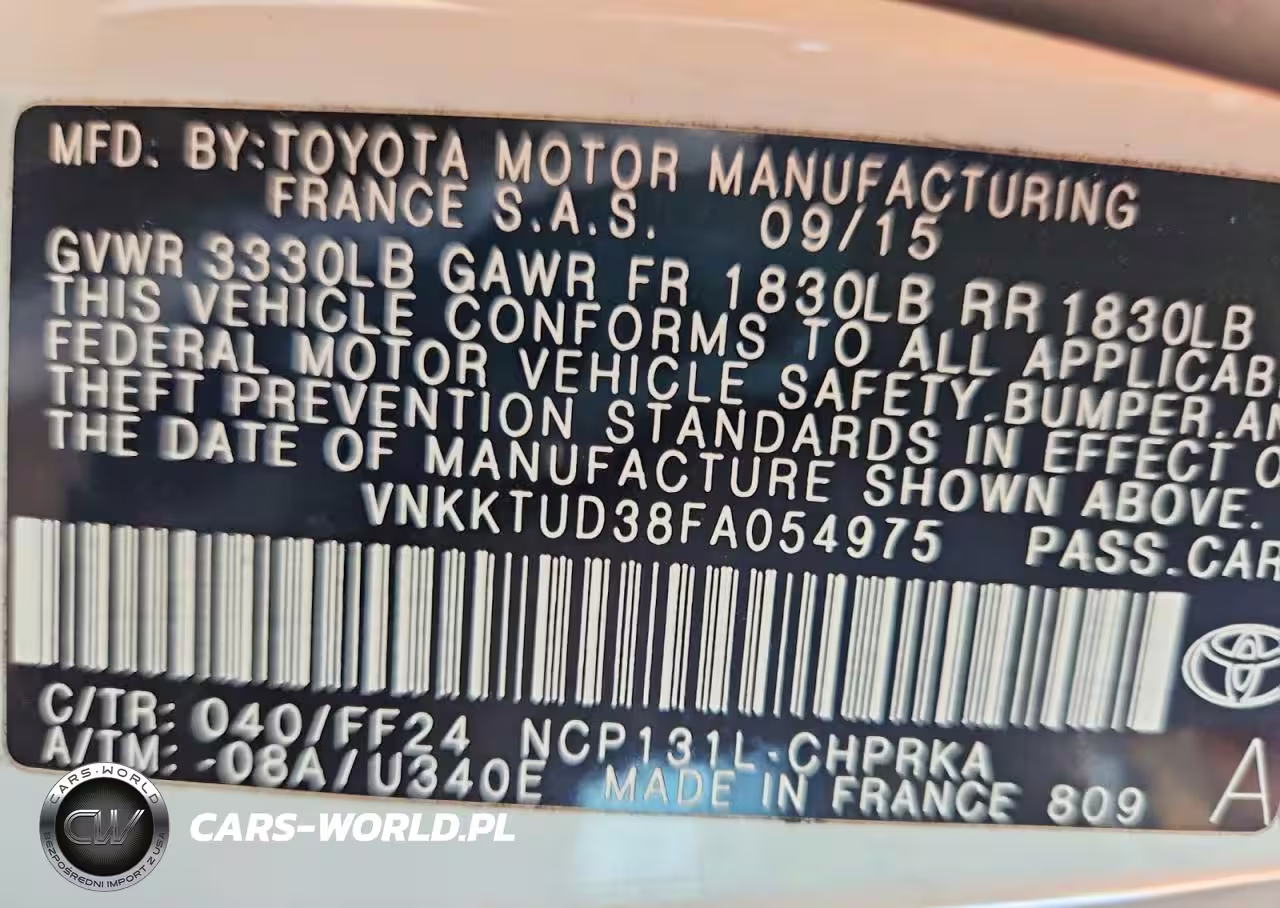 MFD. BY:TOYOTA MOTOR MANUFACTURING
FRANCE S.A.S. 09/15
GVWR 3330LB GAWR FR 1830LB RR 1830LB
THIS VEHICLE CONFORMS TO ALL APPLICAB
FEDERAL MOTOR VEHICLE SAFETY.BUMPER.AN
THEFT PREVENTION STANDARDS IN EFFECT O
THE DATE OF MANUFACTURE SHOWN ABOVE.
VNKKTUD38FA054975 PASS.CAR
C/TR: 040/FF24 NCP131L-CHPRKA
A/TM: -08A/U340E MADE IN FRANCE 809
A
CARS-WORLD
CW
BEZPOŚREDNI IMPORT Z USA
CARS-WORLD.PL